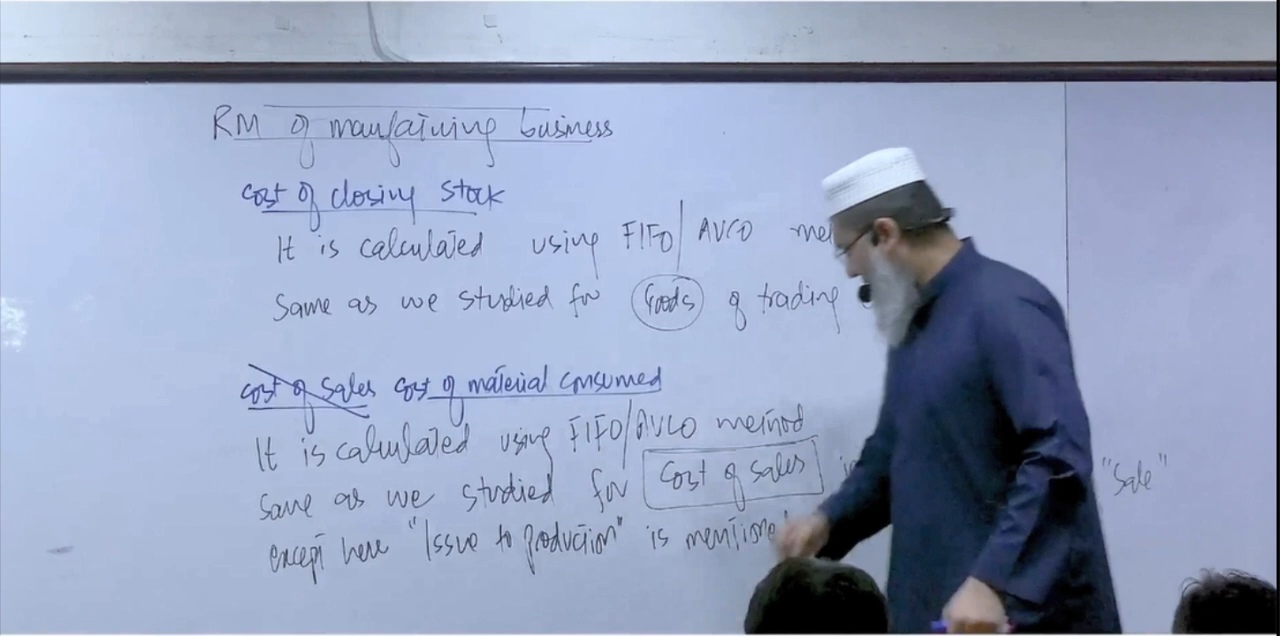 RM of manfaituring business
Cost of closing stock
It is calculated using FIFO/AVCO
Same as we studied for Goods of trading
Cost of sales Cost of material consumed
It is calculated using FIFO/AVCO method
Same as we studied for Cost of sales "Sale"
except here "Issue to production" is mentioned